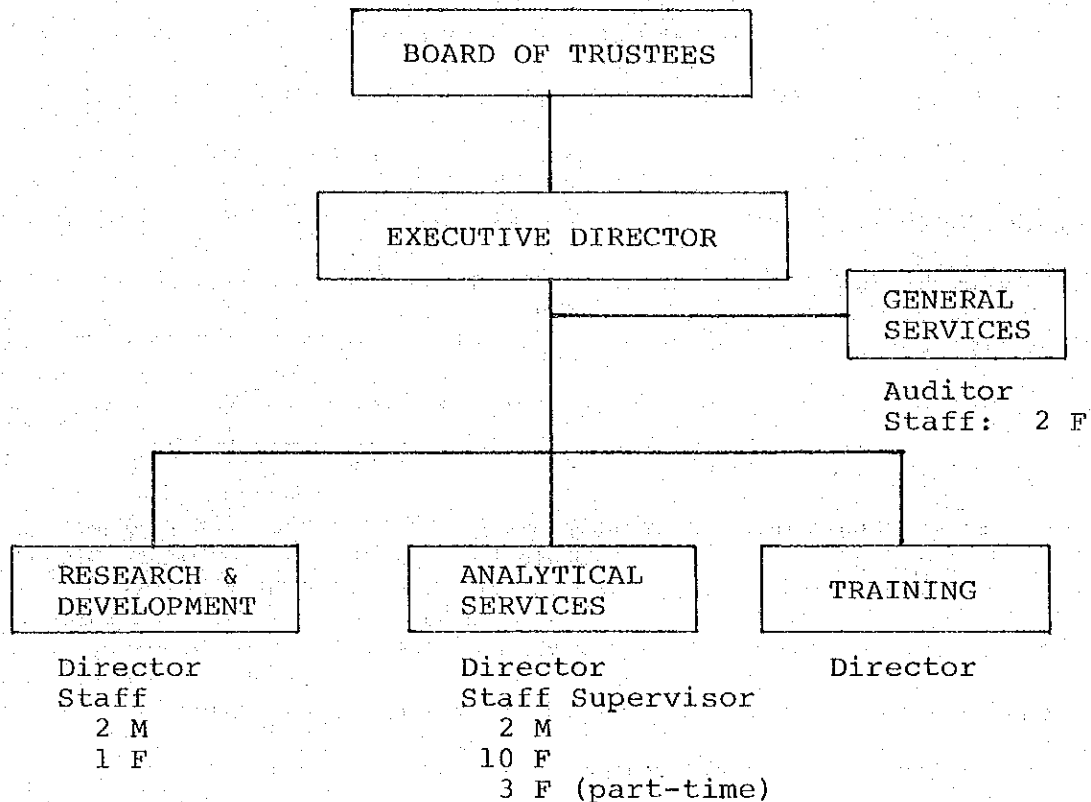 BOARD OF TRUSTEES
EXECUTIVE DIRECTOR
GENERAL
SERVICES
Auditor
Staff: 2 F
RESEARCH &
DEVELOPMENT
Director
Staff
2 M
1 F
ANALYTICAL
SERVICES
Director
Staff Supervisor
2 M
10 F
3 F (part-time)
TRAINING
Director